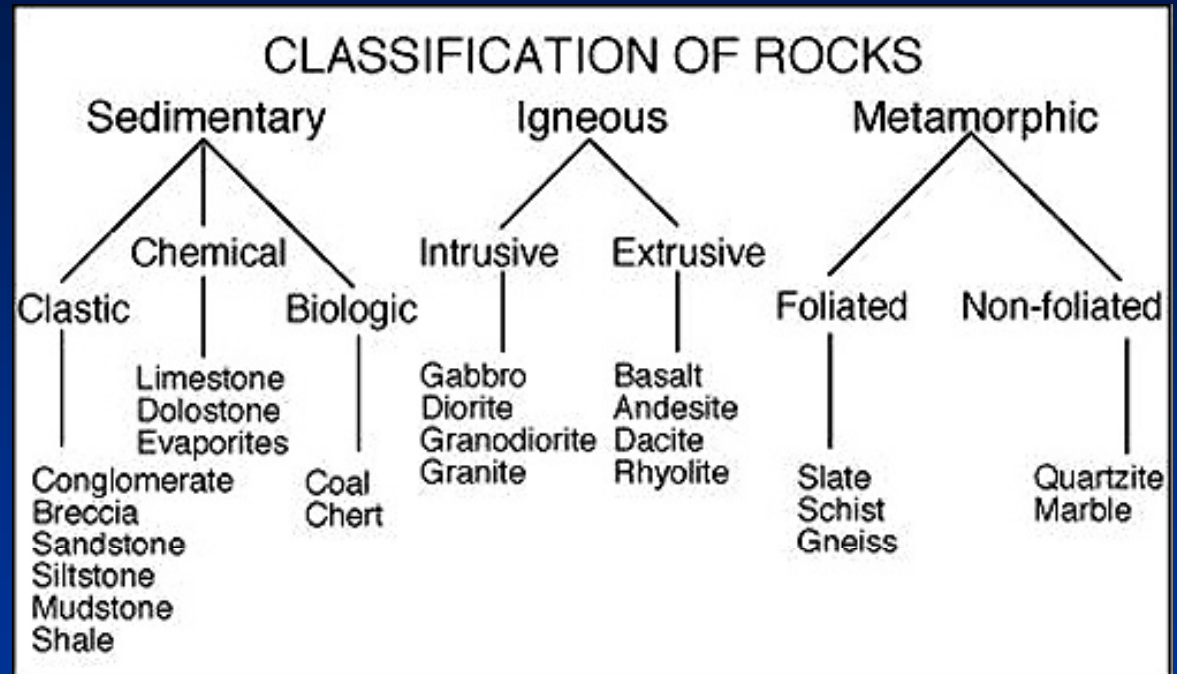 CLASSIFICATION OF ROCKS
Sedimentary
Igneous
Metamorphic
Chemical
Clastic
Biologic
Limestone
Dolostone
Evaporites
Conglomerate
Breccia
Sandstone
Siltstone
Mudstone
Shale
Coal
Chert
Intrusive
Extrusive
Gabbro
Diorite
Granodiorite
Granite
Basalt
Andesite
Dacite
Rhyolite
Foliated
Non-foliated
Slate
Schist
Gneiss
Quartzite
Marble